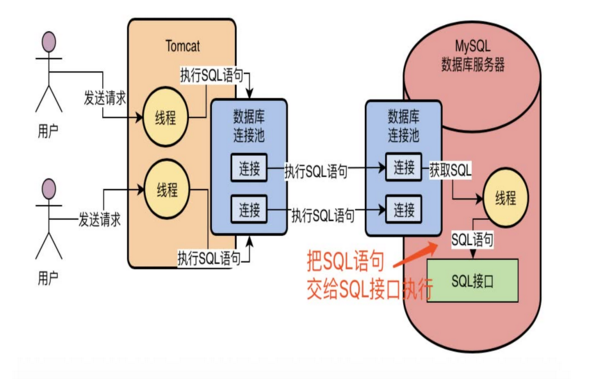 Tomcat
MySQL
数据库服务器
执行SQL语句
发送请求
线程
数据库
连接池
数据库
连接池
用户
连接
执行SQL语句
连接
获取SQL
线程
连接
执行SQL语句
连接
线程
发送请求
SQL语句
执行SQL语句
用户
把SQL语句
交给SQL接口执行
SQL接口